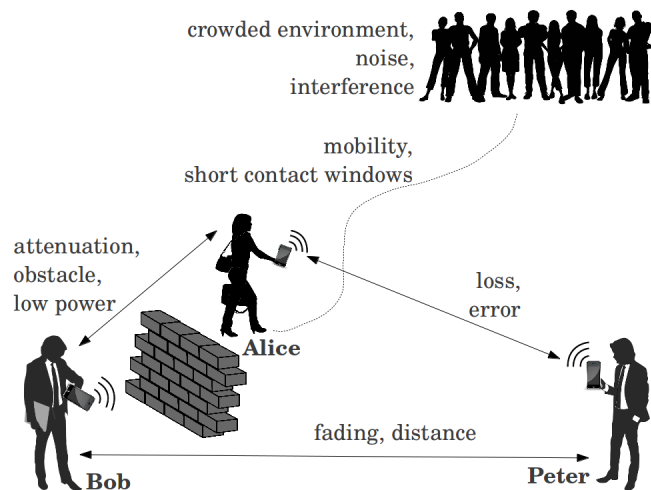 crowded environment,
noise,
interference
mobility,
short contact windows
attenuation,
obstacle,
low power
loss,
error
Alice
fading, distance
Bob
Peter